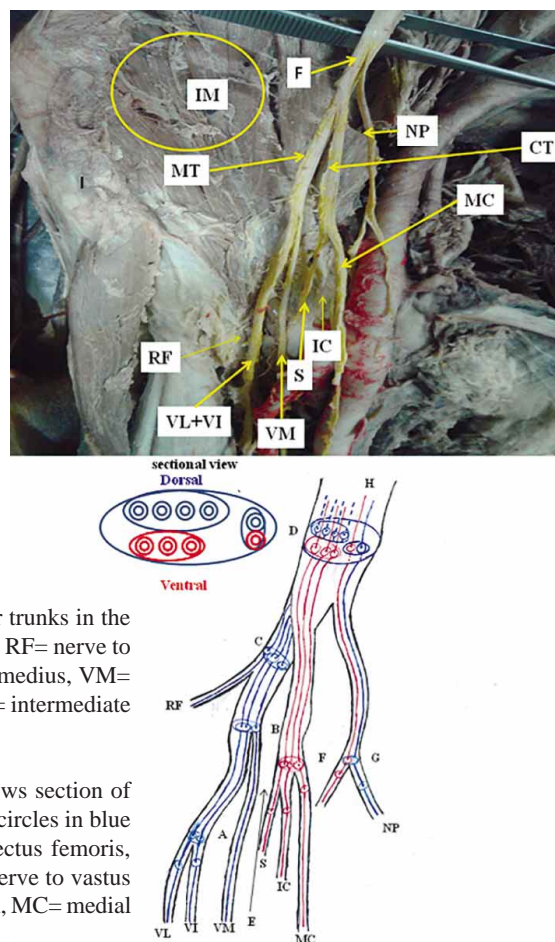 F
IM
NP
MT
CT
I
MC
RF
IC
S
VL+VI
VM
sectional view
Dorsal
H
D
Ventral
r trunks in the
RF= nerve to
medius, VM=
= intermediate
C
RF
B
ws section of
circles in blue
ectus femoris,
erve to vastus
, MC= medial
F
G
A
NP
S
IC
E
VL
VI
VM
MC